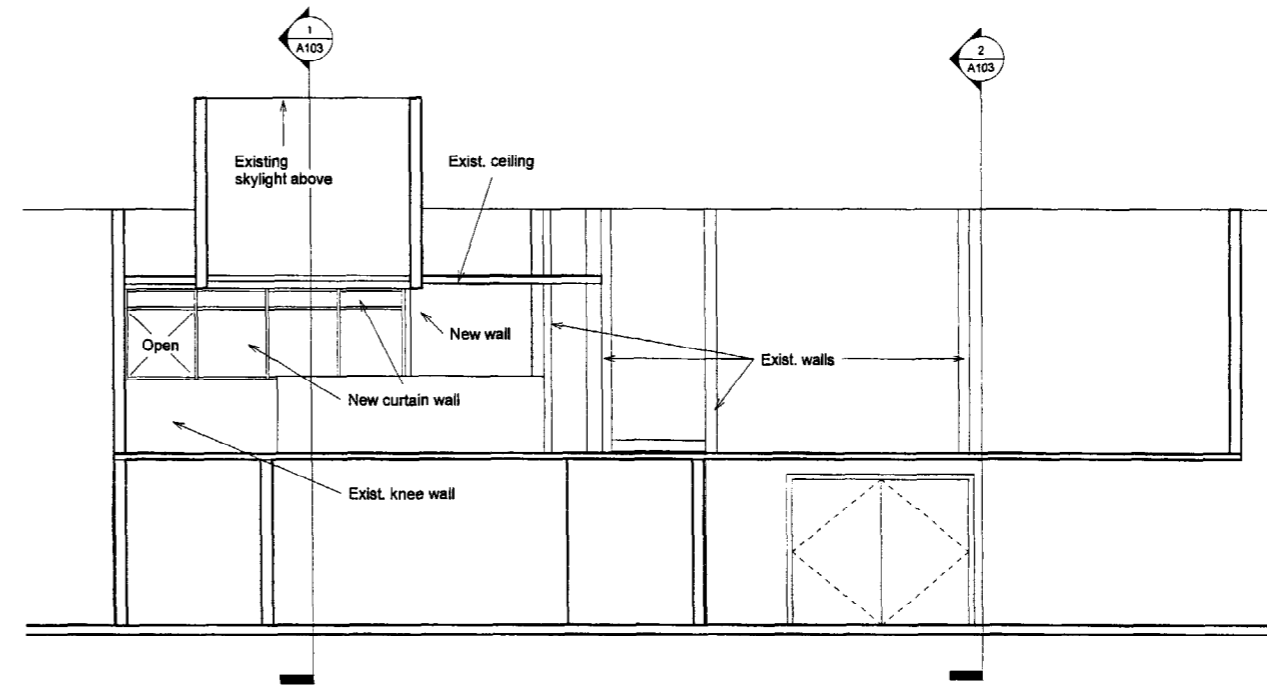 1
A103
2
A103
Existing
skylight above
Exist. ceiling
New wall
Open
Exist. walls
New curtain wall
Exist. knee wall